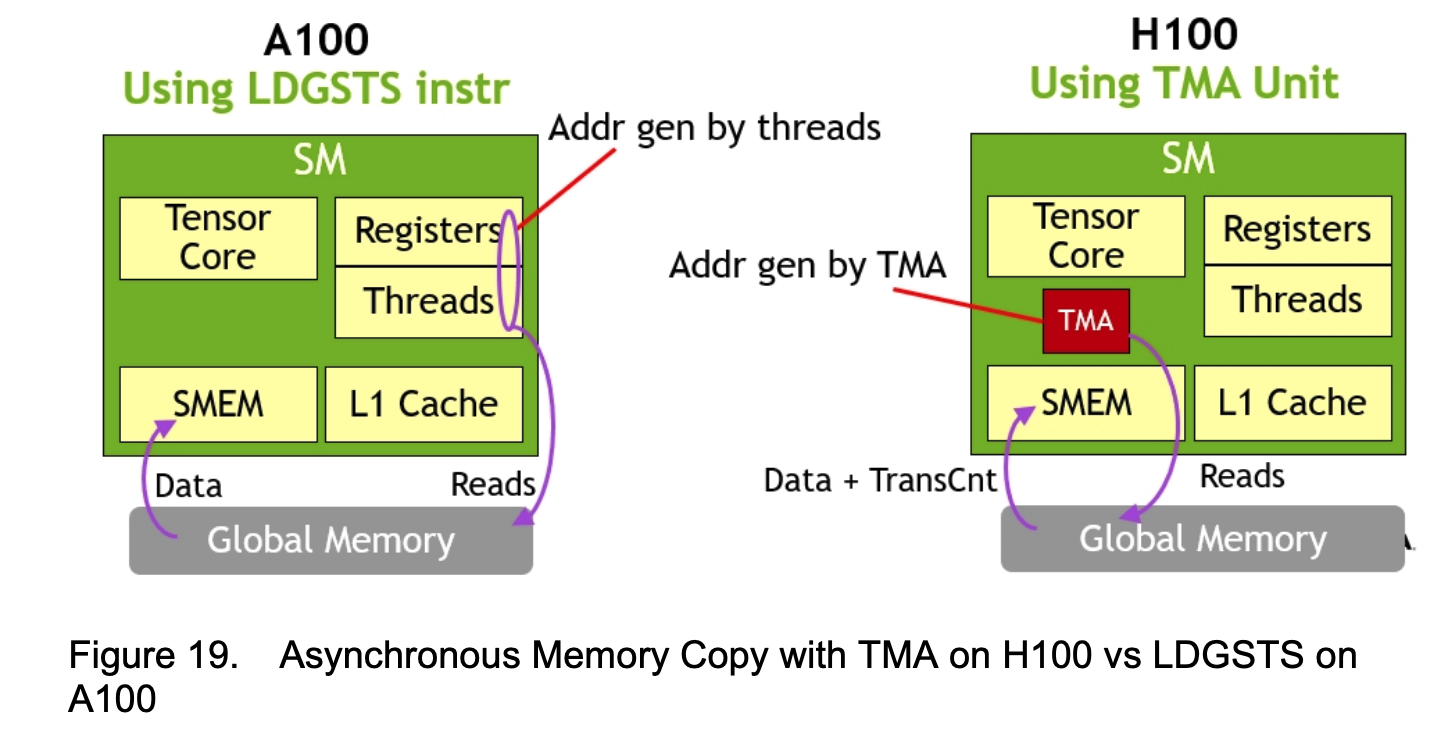 A100
Using LDGSTS instr
SM
Tensor
Core
Registers
Threads
SMEM
L1 Cache
Data
Reads
Global Memory
Addr gen by threads
Addr gen by TMA
H100
Using TMA Unit
SM
Tensor
Core
Registers
Threads
TMA
SMEM
L1 Cache
Data + TransCnt
Reads
Global Memory
Figure 19. Asynchronous Memory Copy with TMA on H100 vs LDGSTS on
A100